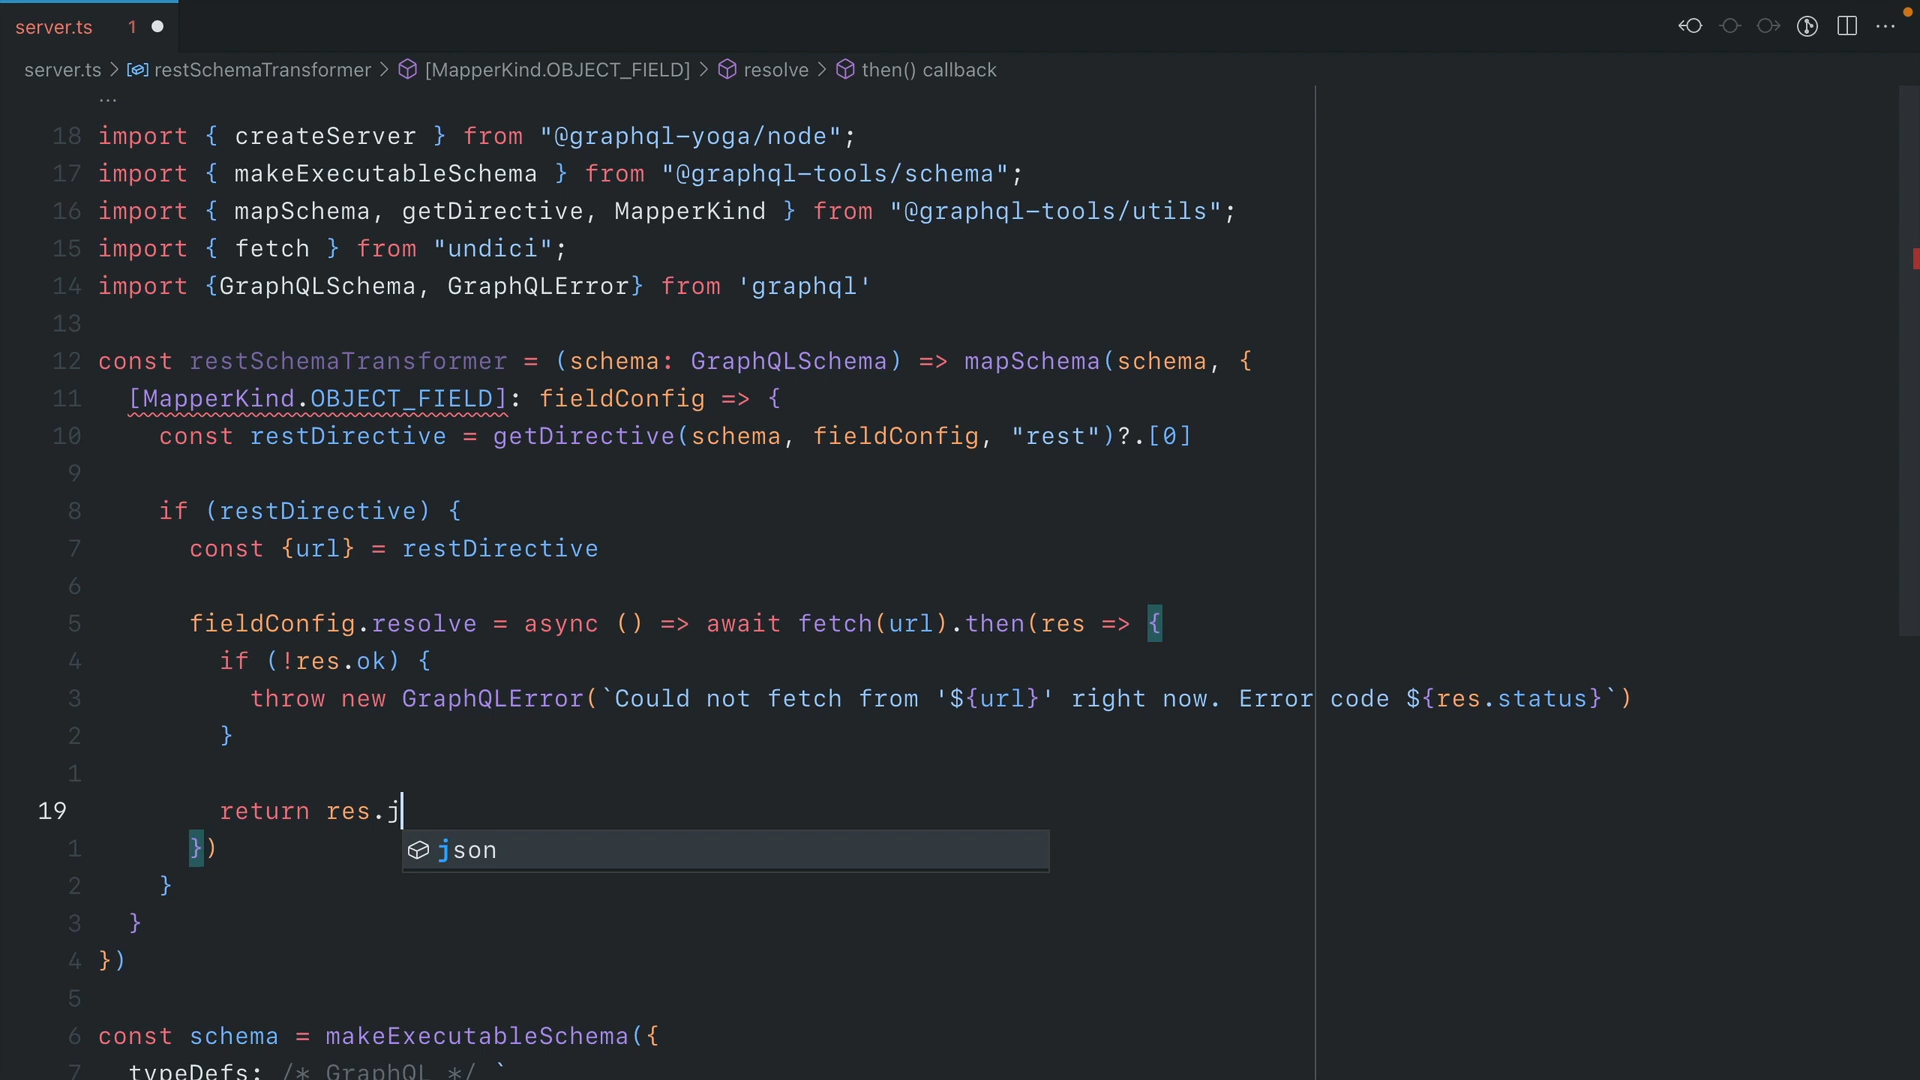 server.ts 1
server.ts > restSchemaTransformer > [MapperKind.OBJECT_FIELD] > resolve > then() callback
...
18 import { createServer } from "@graphql-yoga/node";
17 import { makeExecutableSchema } from "@graphql-tools/schema";
16 import { mapSchema, getDirective, MapperKind } from "@graphql-tools/utils";
15 import { fetch } from "undici";
14 import {GraphQLSchema, GraphQLError} from 'graphql'
13
12 const restSchemaTransformer = (schema: GraphQLSchema) => mapSchema(schema, {
11   [MapperKind.OBJECT_FIELD]: fieldConfig => {
10     const restDirective = getDirective(schema, fieldConfig, "rest")?.[0]
9
8     if (restDirective) {
7       const {url} = restDirective
6
5       fieldConfig.resolve = async () => await fetch(url).then(res => {
4         if (!res.ok) {
3           throw new GraphQLError(`Could not fetch from '${url}' right now. Error code ${res.status}`)
2         }
1
19         return res.j
json
1       })
2     }
3   }
4 })
5
6 const schema = makeExecutableSchema({
7   typeDefs: /* GraphQL */ `